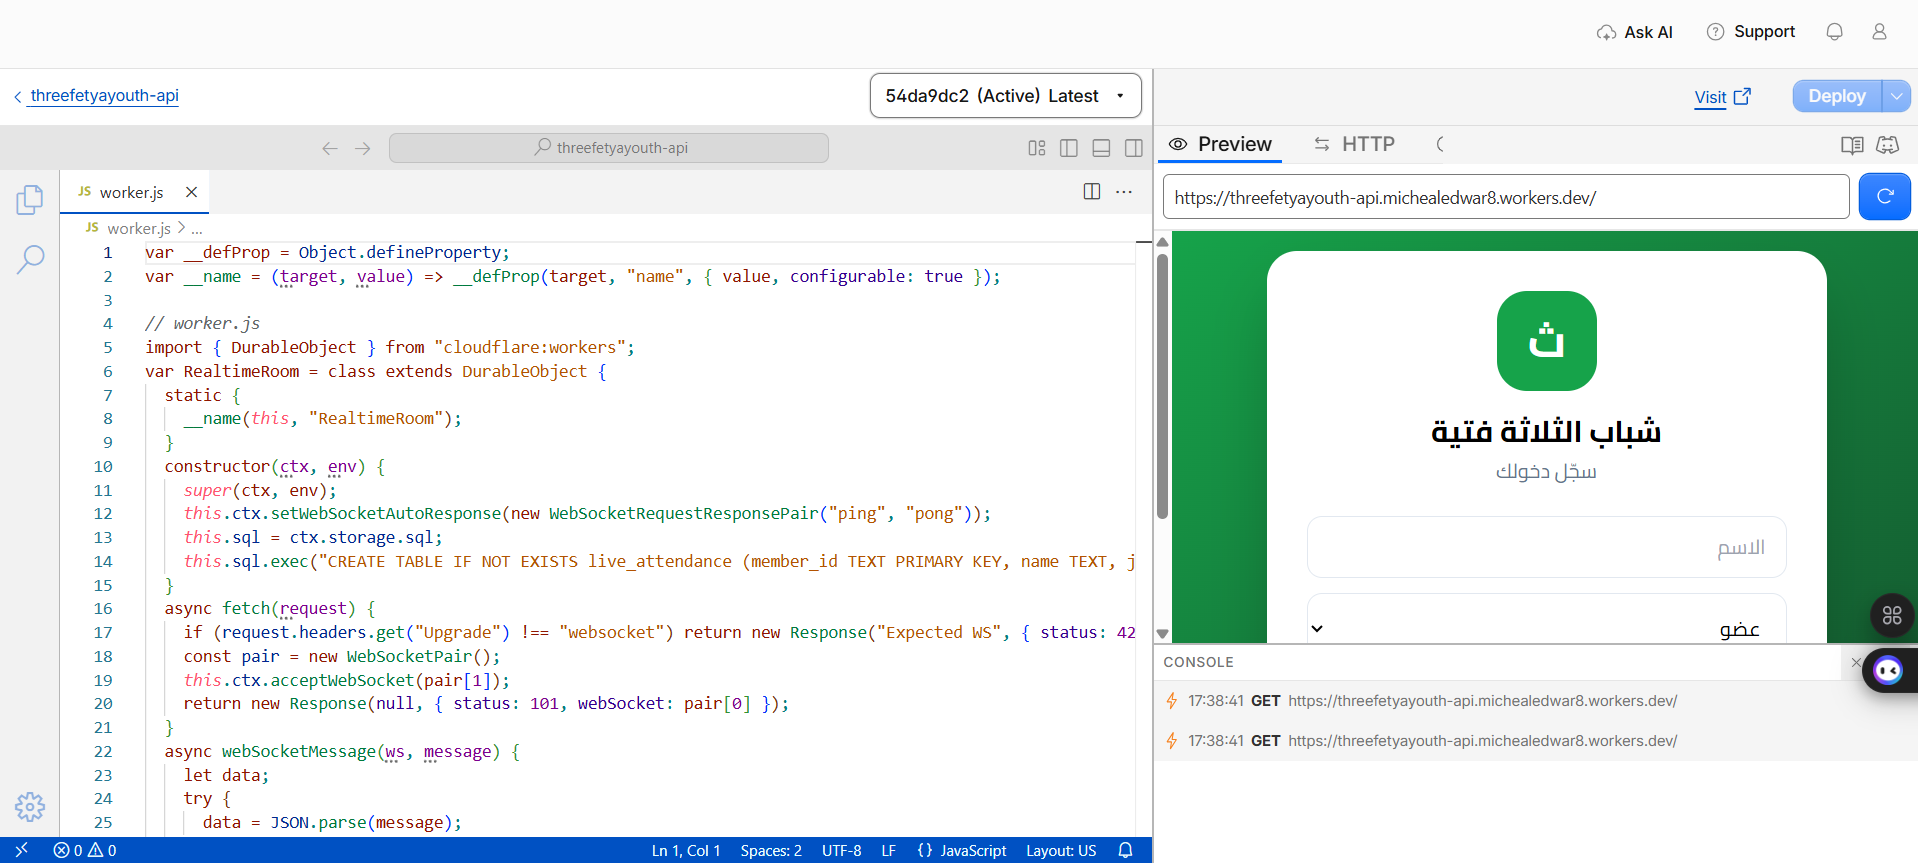 Ask AI
Support
threefetyayouth-api
54da9dc2 (Active) Latest
Visit
Deploy
threefetyayouth-api
Preview
HTTP
JS worker.js
https://threefetyayouth-api.michealedwar8.workers.dev/
JS worker.js > ...
1 var __defProp = Object.defineProperty;
2 var __name = (target, value) => __defProp(target, "name", { value, configurable: true });
3
4 // worker.js
5 import { DurableObject } from "cloudflare:workers";
6 var RealtimeRoom = class extends DurableObject {
7 static {
8 __name(this, "RealtimeRoom");
9 }
10 constructor(ctx, env) {
11 super(ctx, env);
12 this.ctx.setWebSocketAutoResponse(new WebSocketRequestResponsePair("ping", "pong"));
13 this.sql = ctx.storage.sql;
14 this.sql.exec("CREATE TABLE IF NOT EXISTS live_attendance (member_id TEXT PRIMARY KEY, name TEXT, j
15 }
16 async fetch(request) {
17 if (request.headers.get("Upgrade") !== "websocket") return new Response("Expected WS", { status: 42
18 const pair = new WebSocketPair();
19 this.ctx.acceptWebSocket(pair[1]);
20 return new Response(null, { status: 101, webSocket: pair[0] });
21 }
22 async webSocketMessage(ws, message) {
23 let data;
24 try {
25 data = JSON.parse(message);
ث
شباب الثلاثة فتية
سجّل دخولك
الاسم
عضو
CONSOLE
17:38:41 GET https://threefetyayouth-api.michealedwar8.workers.dev/
17:38:41 GET https://threefetyayouth-api.michealedwar8.workers.dev/
0 0
Ln 1, Col 1 Spaces: 2 UTF-8 LF {} JavaScript Layout: US